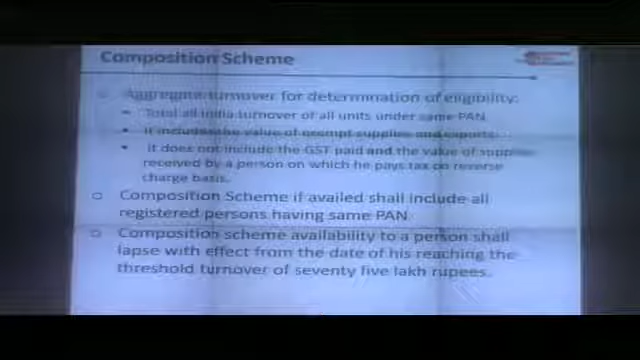 Composition Scheme
Aggregate turnover for determination of eligibility:
Total all India turnover of all units under same PAN.
It includes the value of exempt supplies and exports.
It does not include the GST paid and the value of supplies
received by a person on which he pays tax on reverse
charge basis.
Composition Scheme if availed shall include all
registered persons having same PAN.
Composition scheme availability to a person shall
lapse with effect from the date of his reaching the
threshold turnover of seventy five lakh rupees.